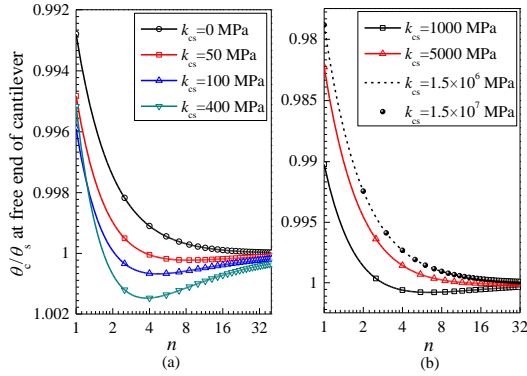 θc/θs at free end of cantilever
0.992
0.994
0.996
0.998
1
1.002
kcs=0 MPa
kcs=50 MPa
kcs=100 MPa
kcs=400 MPa
1 2 4 8 16 32
n
(a)
0.98
0.985
0.99
0.995
1
kcs=1000 MPa
kcs=5000 MPa
kcs=1.5×10⁶ MPa
kcs=1.5×10⁷ MPa
1 2 4 8 16 32
n
(b)